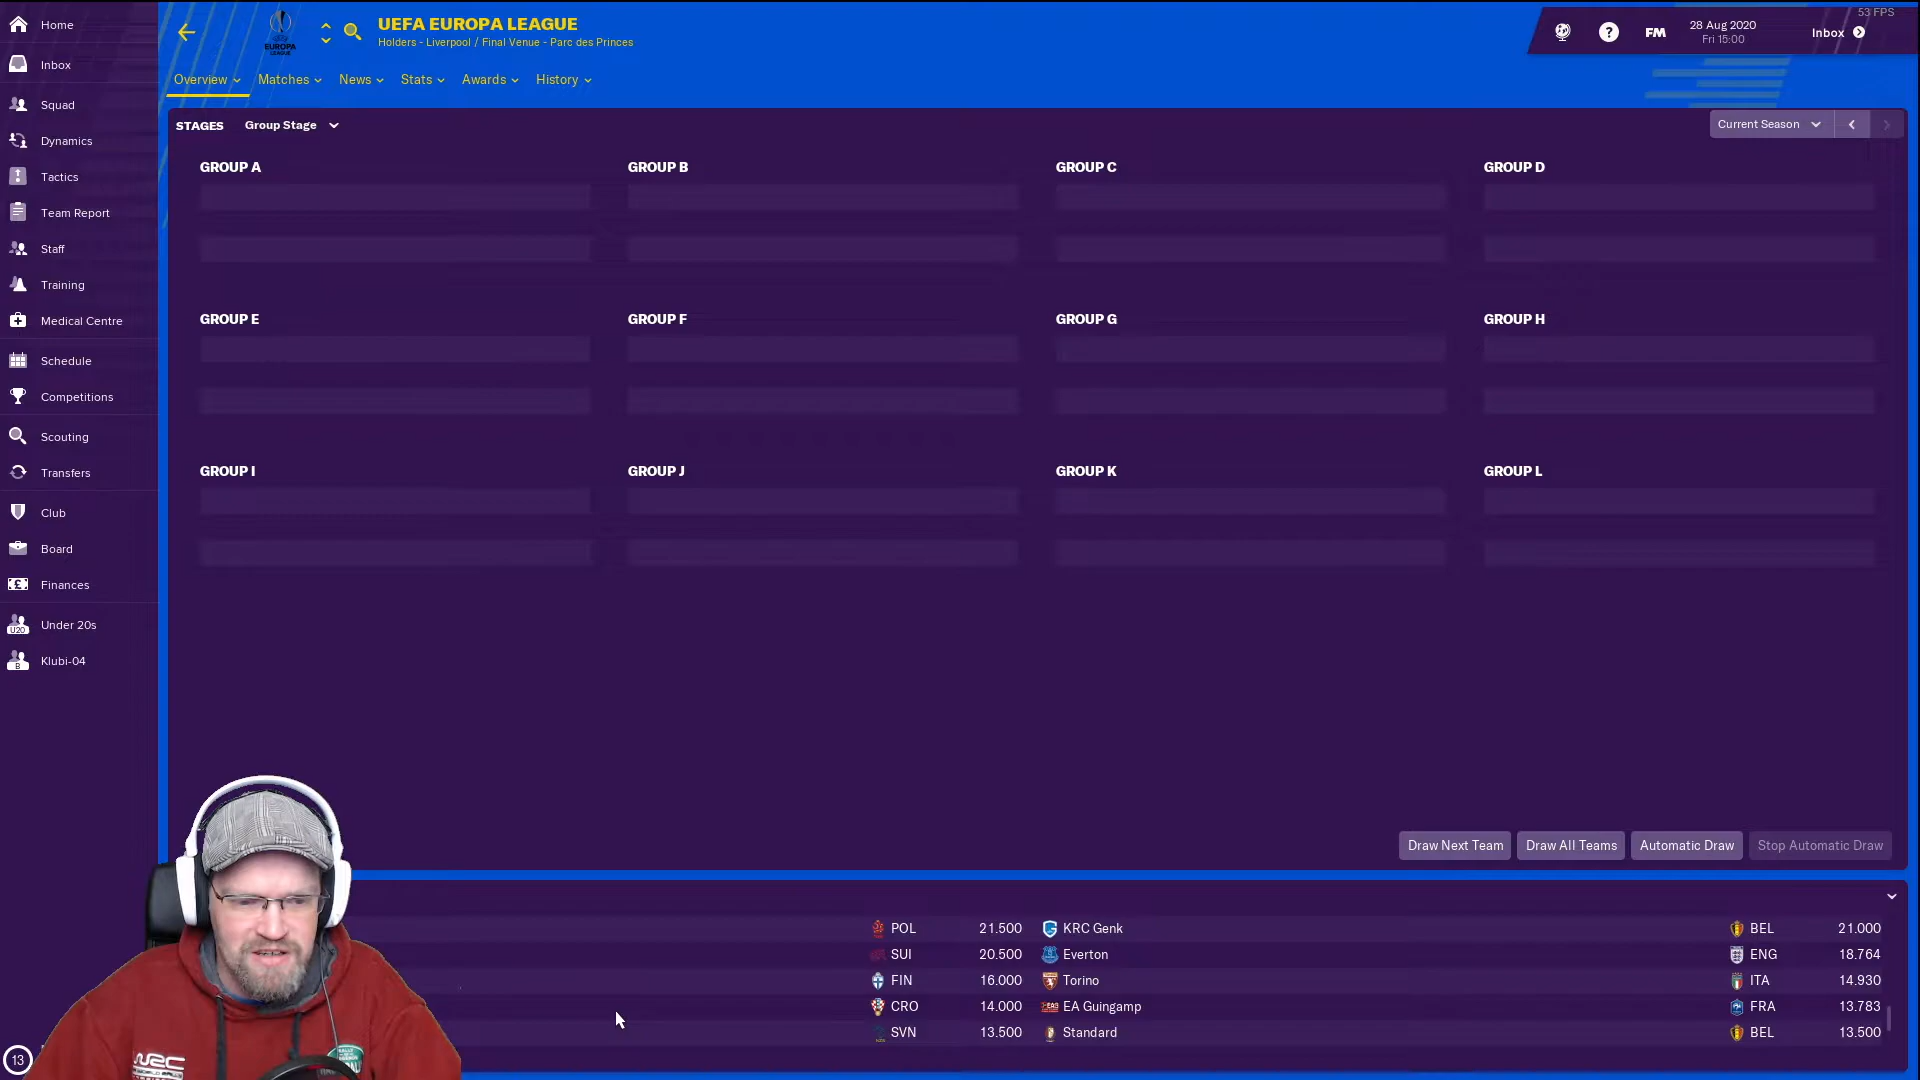 53 FPS
Home
Inbox
Squad
Dynamics
Tactics
Team Report
Staff
Training
Medical Centre
Schedule
Competitions
Scouting
Transfers
Club
Board
Finances
U20
Under 20s
B
Klubi-04
13
EUROPA
LEAGUE
UEFA EUROPA LEAGUE
Holders - Liverpool / Final Venue - Parc des Princes
? FM 28 Aug 2020
Fri 15:00
Inbox
Overview Matches News Stats Awards History
STAGES Group Stage
Current Season
GROUP A GROUP B GROUP C GROUP D
GROUP E GROUP F GROUP G GROUP H
GROUP I GROUP J GROUP K GROUP L
Draw Next Team Draw All Teams Automatic Draw Stop Automatic Draw
POL 21.500 KRC Genk BEL 21.000
SUI 20.500 Everton ENG 18.764
FIN 16.000 Torino ITA 14.930
CRO 14.000 EA Guingamp FRA 13.783
SVN 13.500 Standard BEL 13.500
WRC